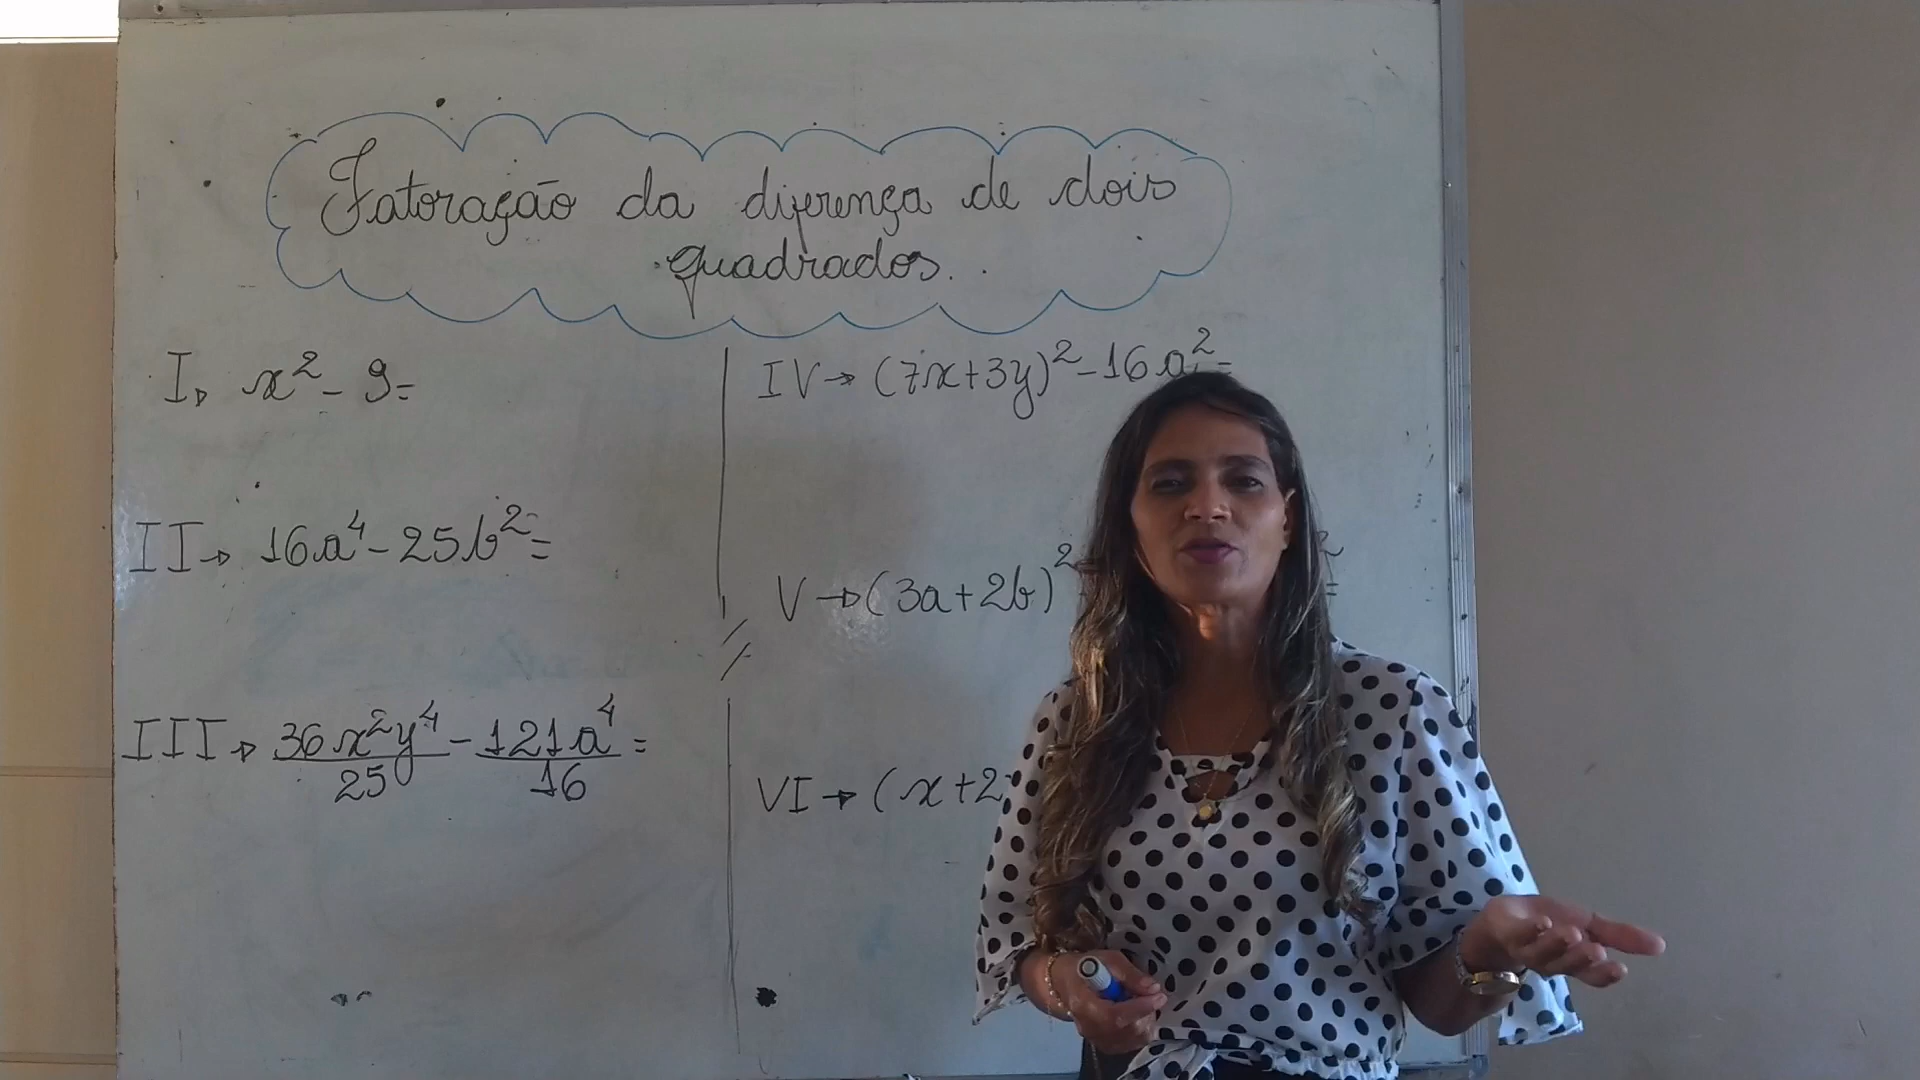 Fatoração da diferença de dois
quadrados.
I→ x² - 9=
II→ 16a⁴ - 25b² =
III→ 36x²y⁴/25 - 121a⁴/16 =
IV→ (7x+3y)² - 16a² =
V→ (3a+2b)²
VI→ (x+2